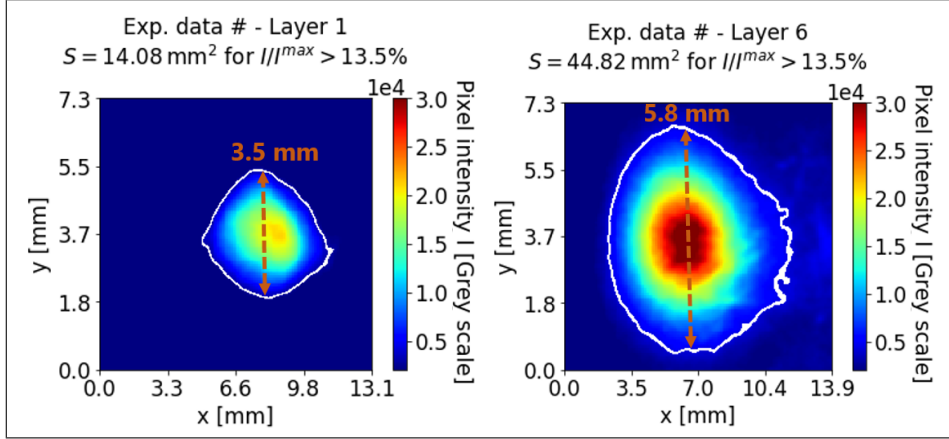 Exp. data # - Layer 1
S = 14.08 mm² for I/I^max > 13.5%
1e4
7.3
5.5
3.7
1.8
0.0
y [mm]
3.5 mm
0.0 3.3 6.6 9.8 13.1
x [mm]
3.0
2.5
2.0
1.5
1.0
0.5
Pixel intensity I [Grey scale]
Exp. data # - Layer 6
S = 44.82 mm² for I/I^max > 13.5%
1e4
7.3
5.5
3.7
1.8
0.0
y [mm]
5.8 mm
0.0 3.5 7.0 10.4 13.9
x [mm]
3.0
2.5
2.0
1.5
1.0
0.5
Pixel intensity I [Grey scale]